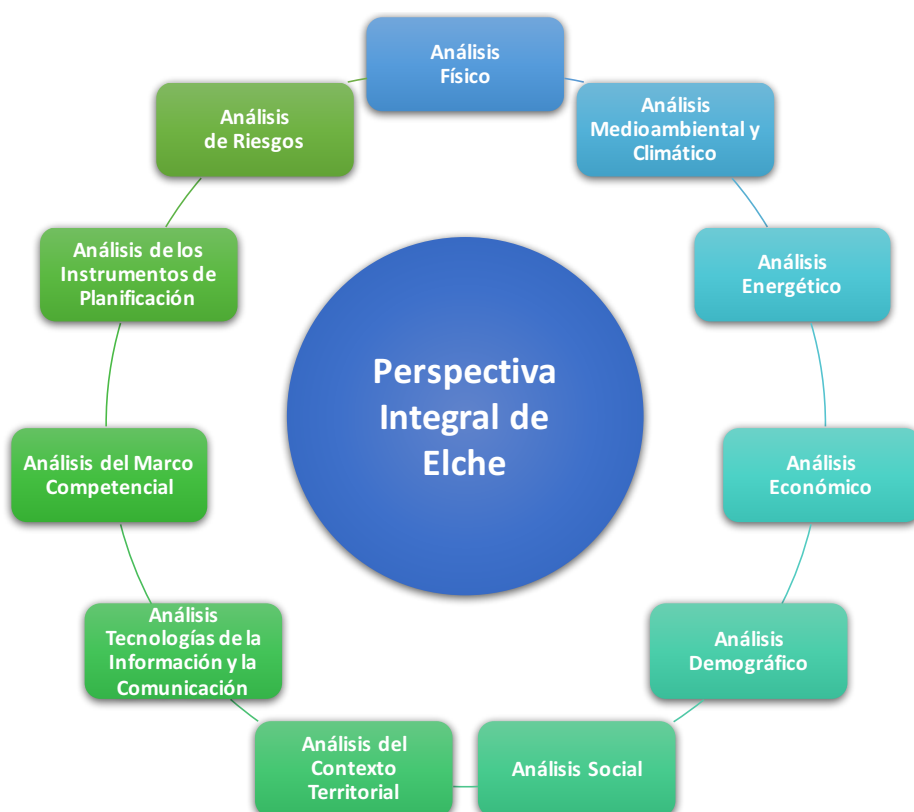 Análisis
Físico
Análisis
Medioambiental y
Climático
Análisis
Energético
Análisis
Económico
Análisis
Demográfico
Análisis Social
Análisis del
Contexto
Territorial
Análisis
Tecnologías de la
Información y la
Comunicación
Análisis del Marco
Competencial
Análisis de los
Instrumentos de
Planificación
Análisis
de Riesgos
Perspectiva
Integral de
Elche